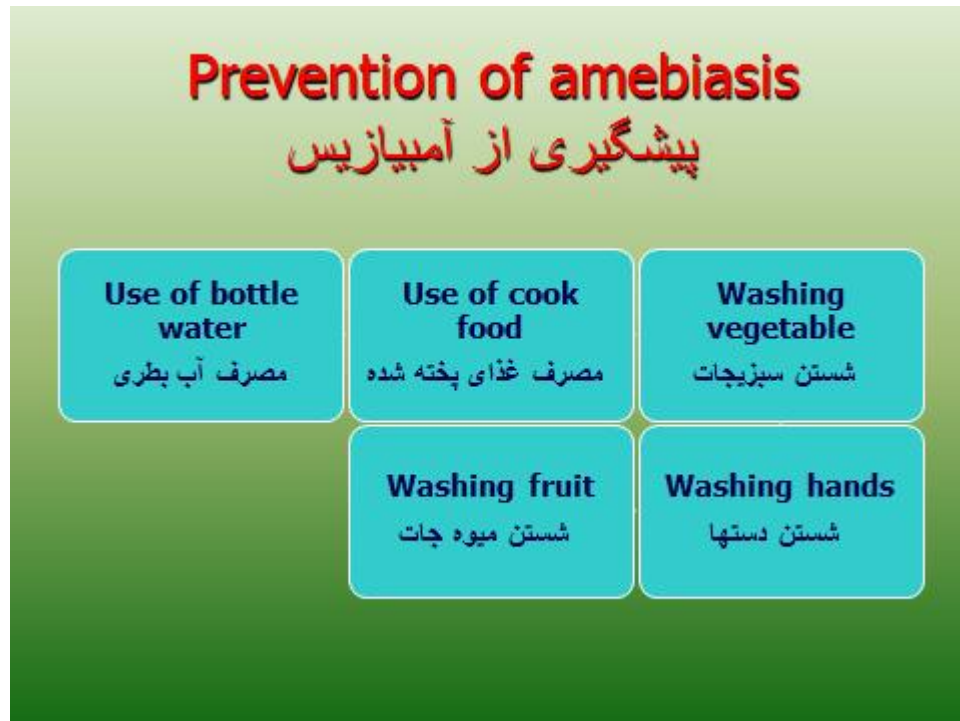 Prevention of amebiasis
پیشگیری از آمبیازیس
Use of bottle
water
مصرف آب بطری
Use of cook
food
مصرف غذای پخته شده
Washing
vegetable
شستن سبزیجات
Washing fruit
شستن میوه جات
Washing hands
شستن دستها